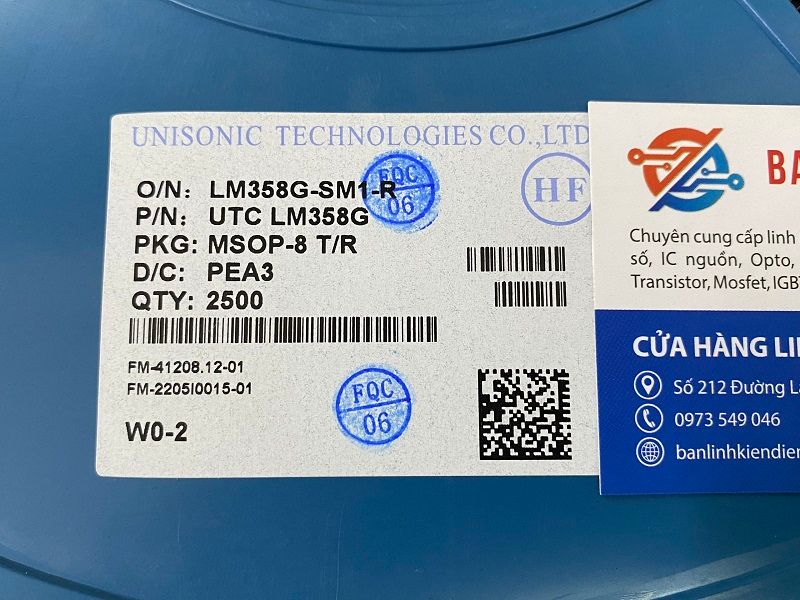 UNISONIC TECHNOLOGIES CO.,LTD
O/N: LM358G-SM1-R
P/N: UTC LM358G
PKG: MSOP-8 T/R
D/C: PEA3
QTY: 2500
FQC
06
HF
FM-41208.12-01
FM-2205I0015-01
W0-2
FQC
06
BA
Chuyên cung cấp linh
số, IC nguồn, Opto,
Transistor, Mosfet, IGB
CỬA HÀNG LI
Số 212 Đường La
0973 549 046
banlinhkiendie